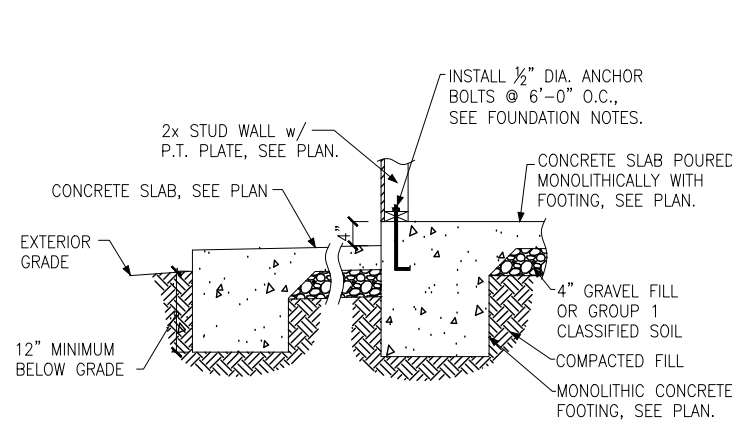 INSTALL ½" DIA. ANCHOR
BOLTS @ 6'-0" O.C.,
SEE FOUNDATION NOTES.
2x STUD WALL w/
P.T. PLATE, SEE PLAN.
CONCRETE SLAB POURED
MONOLITHICALLY WITH
FOOTING, SEE PLAN.
CONCRETE SLAB, SEE PLAN
4"
EXTERIOR
GRADE
4" GRAVEL FILL
OR GROUP 1
CLASSIFIED SOIL
12" MINIMUM
BELOW GRADE
COMPACTED FILL
MONOLITHIC CONCRETE
FOOTING, SEE PLAN.